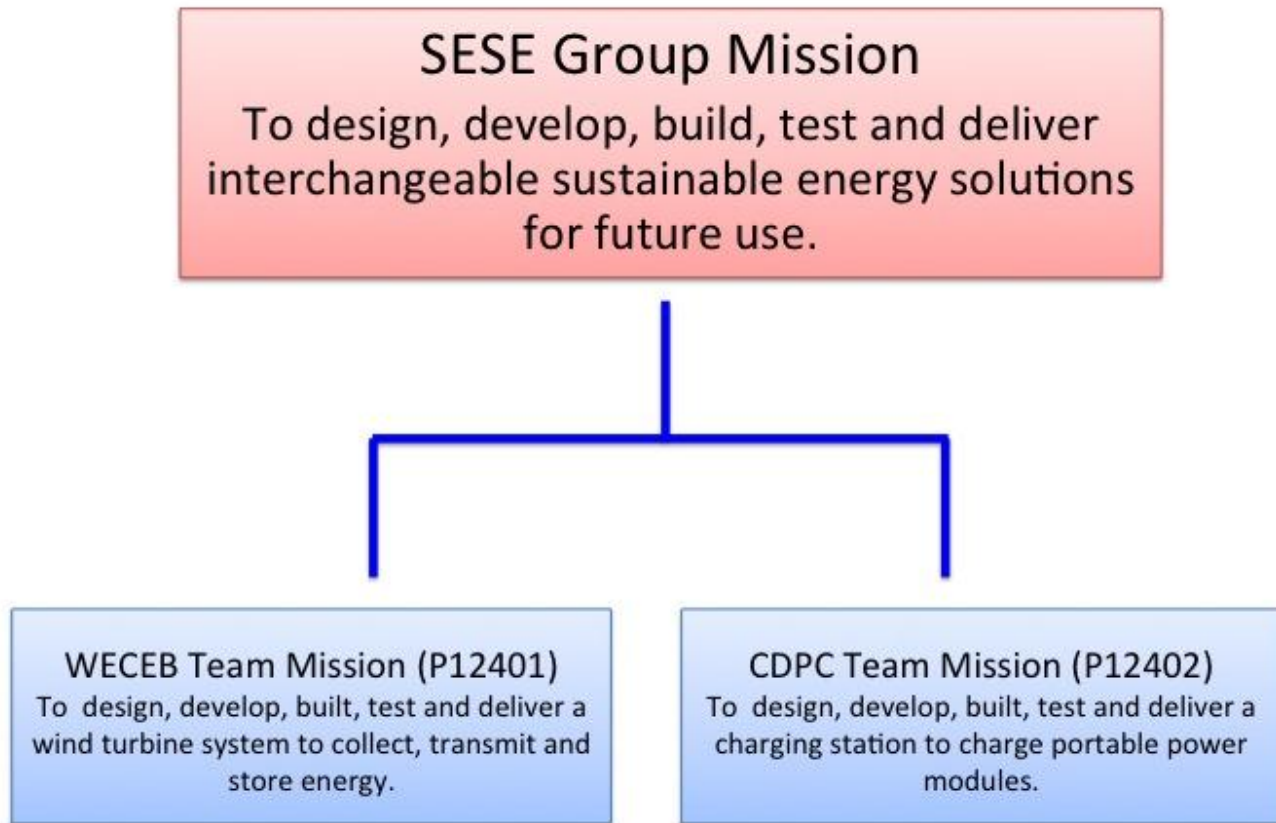 SESE Group Mission
To design, develop, build, test and deliver
interchangeable sustainable energy solutions
for future use.
WECEB Team Mission (P12401)
To  design, develop, built, test and deliver a
wind turbine system to collect, transmit and
store energy.
CDPC Team Mission (P12402)
To  design, develop, built, test and deliver a
charging station to charge portable power
modules.